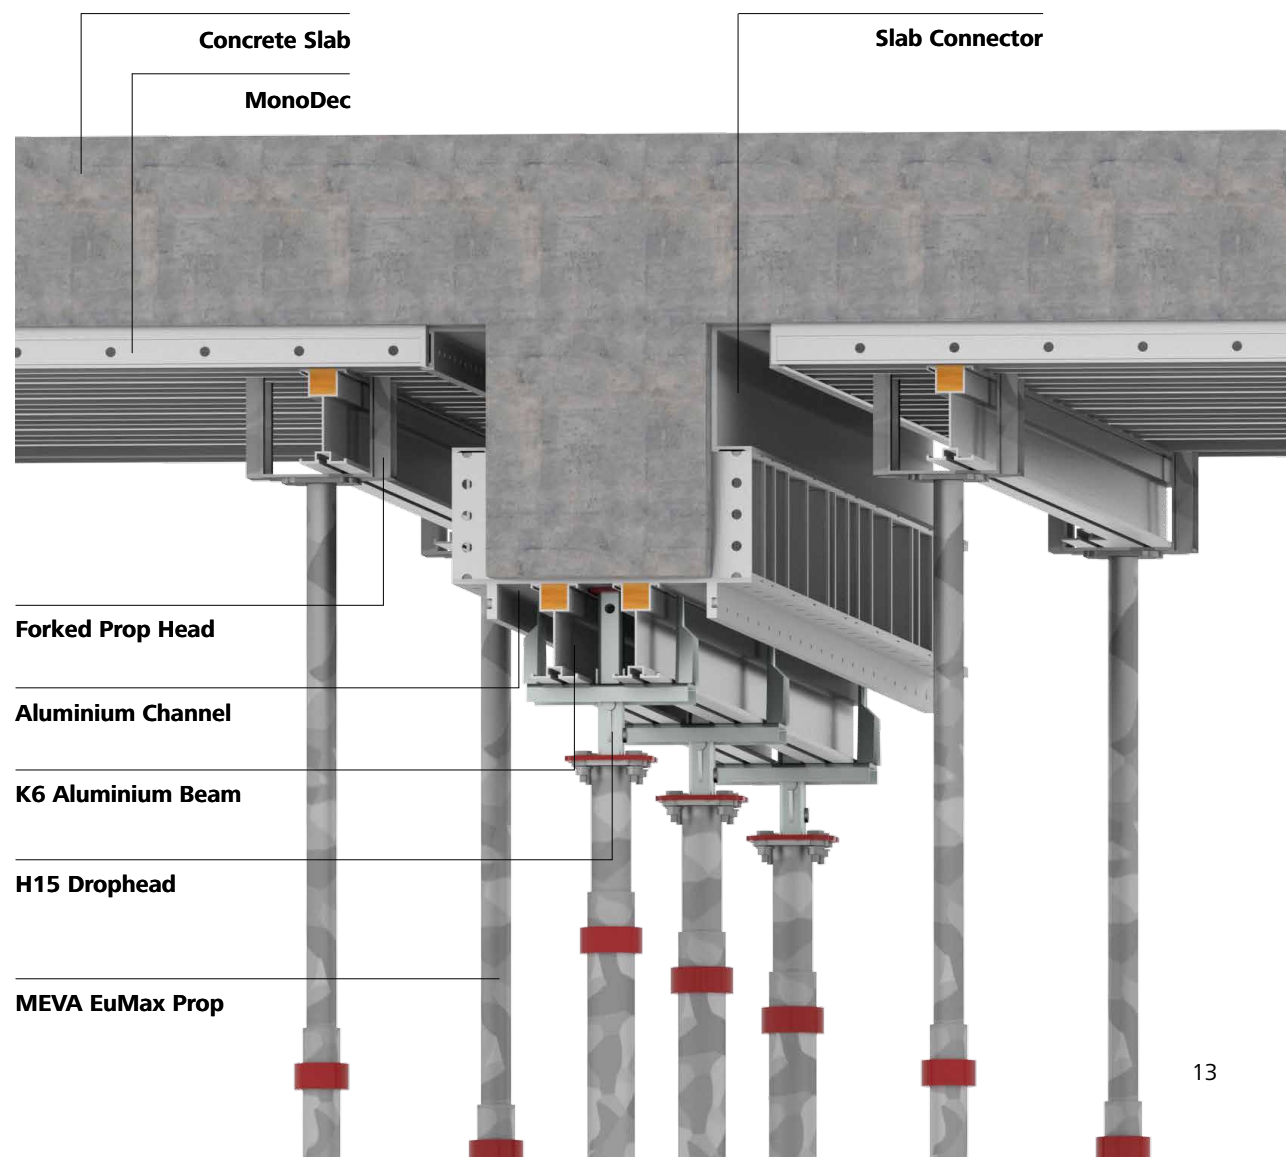 Concrete Slab
Slab Connector
MonoDec
Forked Prop Head
Aluminium Channel
K6 Aluminium Beam
H15 Drophead
MEVA EuMax Prop
13